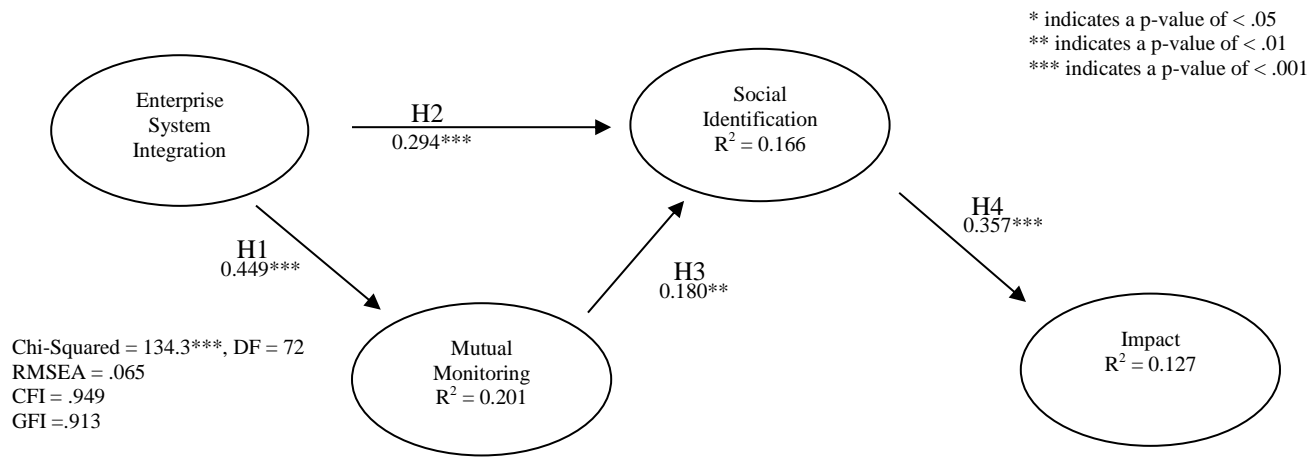 * indicates a p-value of < .05
** indicates a p-value of < .01
*** indicates a p-value of < .001
Enterprise
System
Integration
H2
0.294***
Social
Identification
R² = 0.166
H1
0.449***
H3
0.180**
H4
0.357***
Chi-Squared = 134.3***, DF = 72
RMSEA = .065
CFI = .949
GFI =.913
Mutual
Monitoring
R² = 0.201
Impact
R² = 0.127